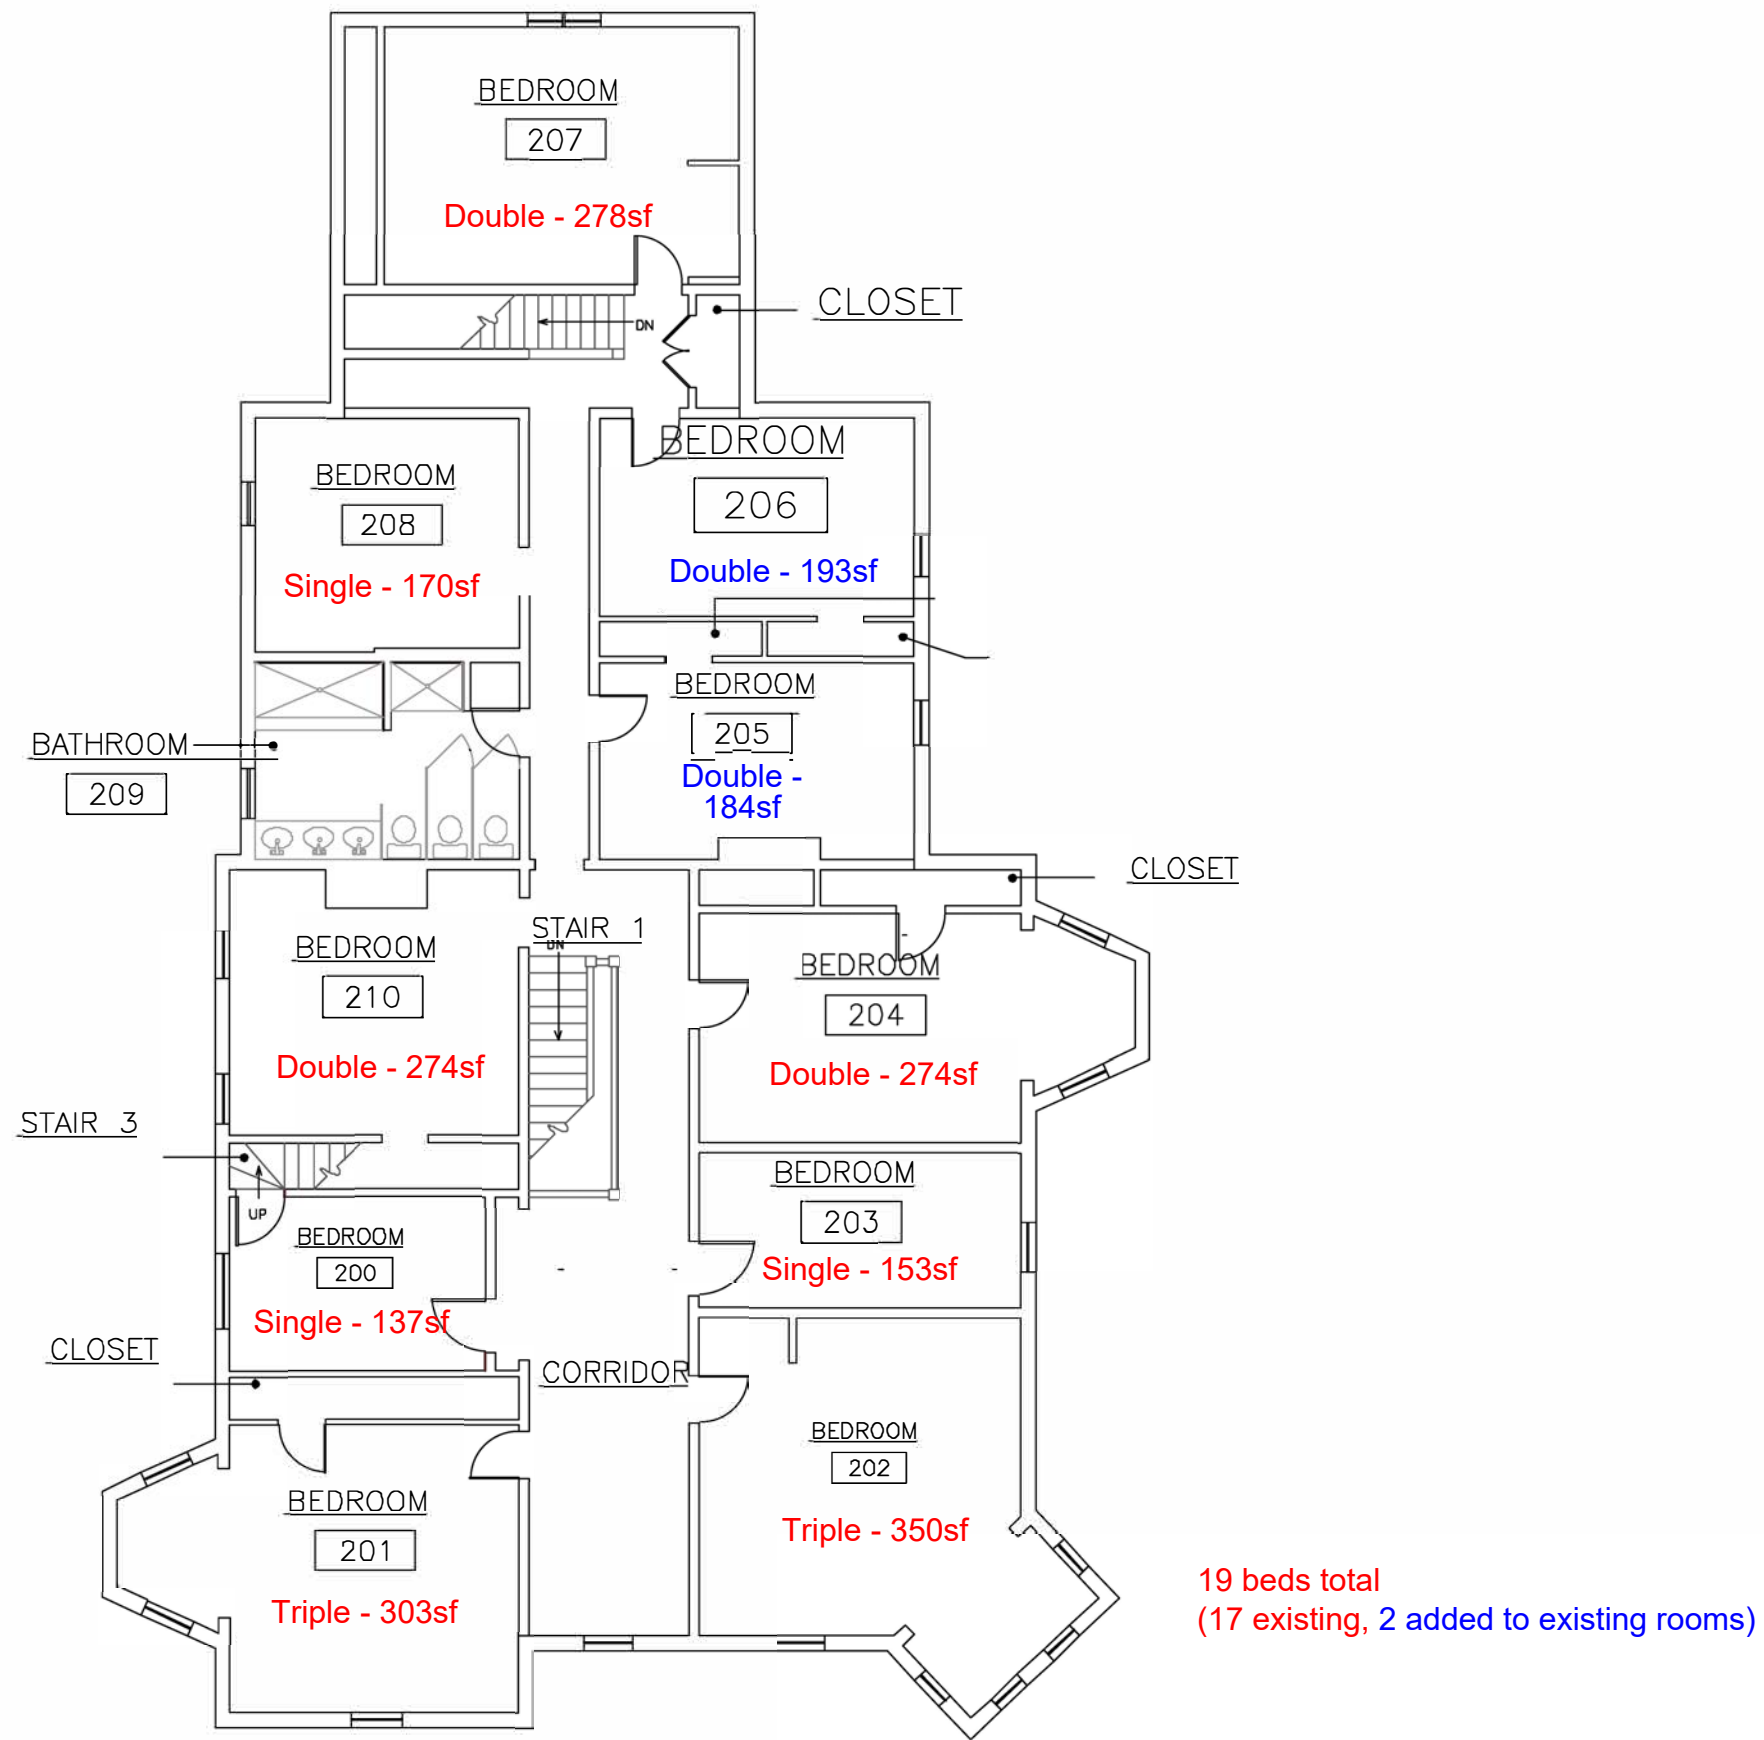 BEDROOM
207
Double - 278sf
CLOSET
DN
BEDROOM
206
Double - 193sf
BEDROOM
208
Single - 170sf
BEDROOM
205
Double -
184sf
BATHROOM
209
CLOSET
STAIR 1
DN
BEDROOM
210
Double - 274sf
BEDROOM
204
Double - 274sf
STAIR 3
UP
BEDROOM
203
Single - 153sf
BEDROOM
200
Single - 137sf
CLOSET
CORRIDOR
BEDROOM
202
Triple - 350sf
BEDROOM
201
Triple - 303sf
19 beds total
(17 existing, 2 added to existing rooms)